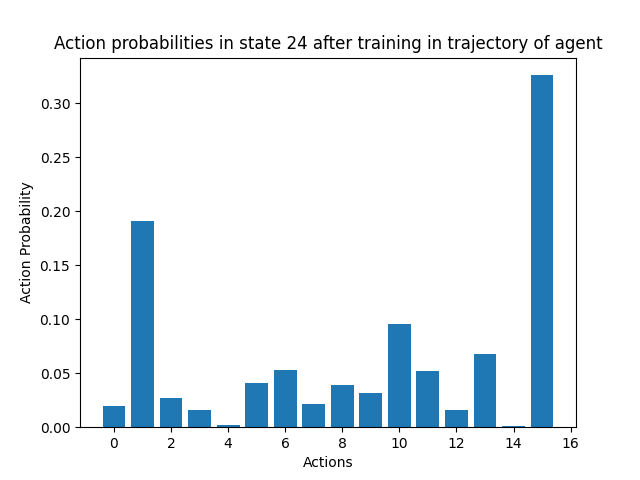 Action probabilities in state 24 after training in trajectory of agent
0.30
0.25
0.20
0.15
0.10
0.05
0.00
Action Probability
0 2 4 6 8 10 12 14 16
Actions